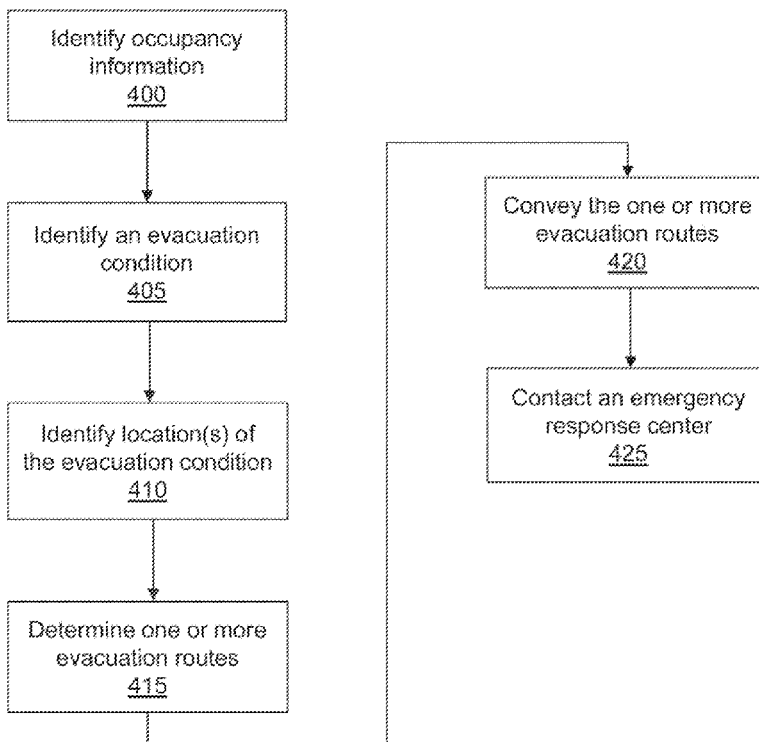 Identify occupancy
information
400
Identify an evacuation
condition
405
Identify location(s) of
the evacuation condition
410
Determine one or more
evacuation routes
415
Convey the one or more
evacuation routes
420
Contact an emergency
response center
425